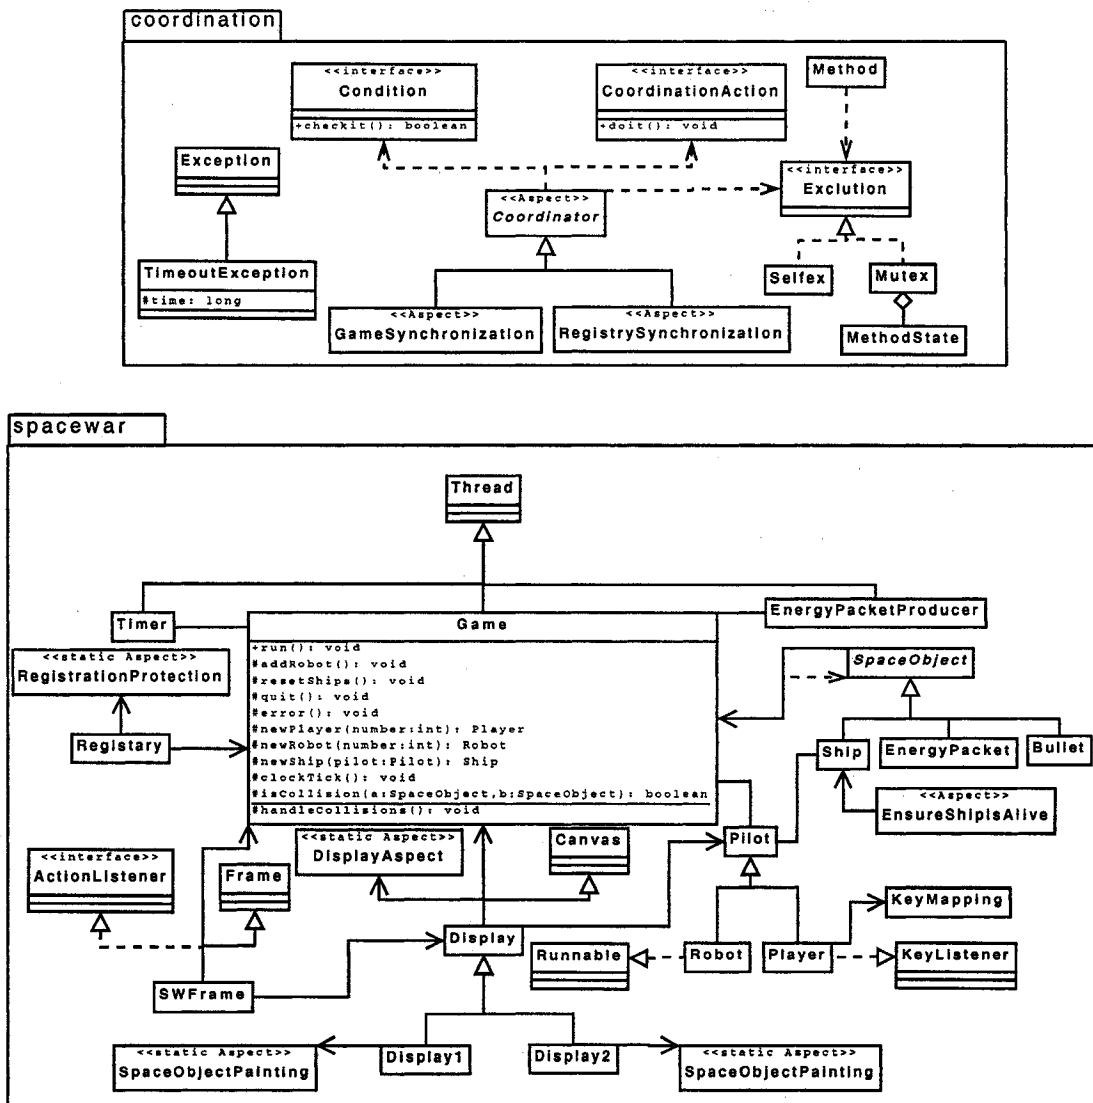 coordination
<<interface>>
Condition
+checkit(): boolean
<<interface>>
CoordinationAction
+doit(): void
Method
Exception
<<interface>>
Exclution
<<Aspect>>
Coordinator
TimeoutException
#time: long
Selfex
Mutex
<<Aspect>>
GameSynchronization
<<Aspect>>
RegistrySynchronization
MethodState
spacewar
Thread
Timer
Game
EnergyPacketProducer
+run(): void
#addRobot(): void
#resetShips(): void
#quit(): void
#error(): void
#newPlayer(number:int): Player
#newRobot(number:int): Robot
#newShip(pilot:Pilot): Ship
#clockTick(): void
#isCollision(a:SpaceObject,b:SpaceObject): boolean
#handleCollisions(): void
<<static Aspect>>
RegistrationProtection
SpaceObject
Registary
Ship
EnergyPacket
Bullet
<<Aspect>>
EnsureShipIsAlive
<<static Aspect>>
DisplayAspect
Canvas
Pilot
<<interface>>
ActionListener
Frame
KeyMapping
Display
Runnable
Robot
Player
KeyListener
SWFrame
<<static Aspect>>
SpaceObjectPainting
Display1
Display2
<<static Aspect>>
SpaceObjectPainting